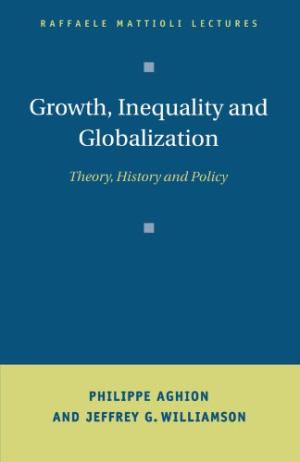 RAFFAELE MATTIOLI LECTURES
Growth, Inequality and
Globalization
Theory, History and Policy
PHILIPPE AGHION
AND JEFFREY G. WILLIAMSON